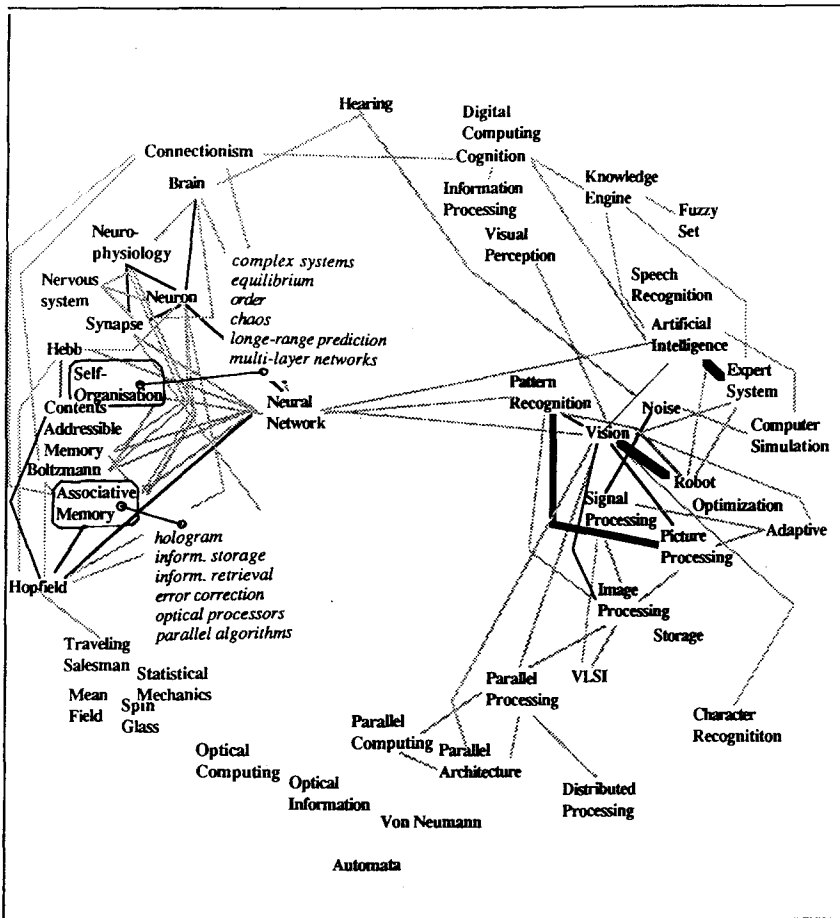 Hearing
Digital
Computing
Connectionism
Cognition
Brain
Information
Processing
Knowledge
Engine
Fuzzy
Set
Neuro-
physiology
Visual
Perception
Nervous
system
Neuron
Synapse
complex systems
equilibrium
order
chaos
longe-range prediction
multi-layer networks
Speech
Recognition
Artificial
Intelligence
Hebb
Self-
Organisation
Contents
Addressible
Memory
Boltzmann
Associative
Memory
Neural
Network
Pattern
Recognition
Expert
System
Noise
Computer
Simulation
Vision
Robot
Signal
Processing
Optimization
Picture
Processing
Adaptive
hologram
inform. storage
inform. retrieval
error correction
optical processors
parallel algorithms
Hopfield
Image
Processing
Storage
Traveling
Salesman
Statistical
Mechanics
Mean
Field
Spin
Glass
Parallel
Processing
VLSI
Character
Recognititon
Parallel
Computing
Parallel
Architecture
Optical
Computing
Optical
Information
Distributed
Processing
Von Neumann
Automata